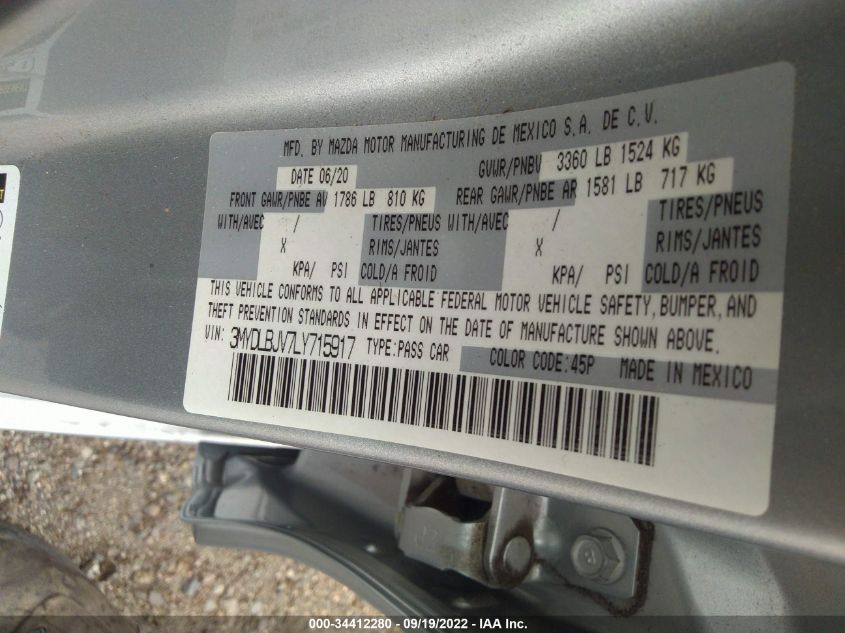 MFD. BY MAZDA MOTOR MANUFACTURING DE MEXICO S.A. DE C.V.
DATE 06/20 GVWR/PNBV 3360 LB 1524 KG
FRONT GAWR/PNBE AV 1786 LB 810 KG REAR GAWR/PNBE AR 1581 LB 717 KG
WITH/AVEC / TIRES/PNEUS WITH/AVEC / TIRES/PNEUS
X RIMS/JANTES X RIMS/JANTES
KPA/ PSI COLD/A FROID KPA/ PSI COLD/A FROID
THIS VEHICLE CONFORMS TO ALL APPLICABLE FEDERAL MOTOR VEHICLE SAFETY, BUMPER, AND
THEFT PREVENTION STANDARDS IN EFFECT ON THE DATE OF MANUFACTURE SHOWN ABOVE.
VIN: 3MVDLBJV7LY715917 TYPE:PASS CAR COLOR CODE:45P MADE IN MEXICO
000-34412280 - 09/19/2022 - IAA Inc.